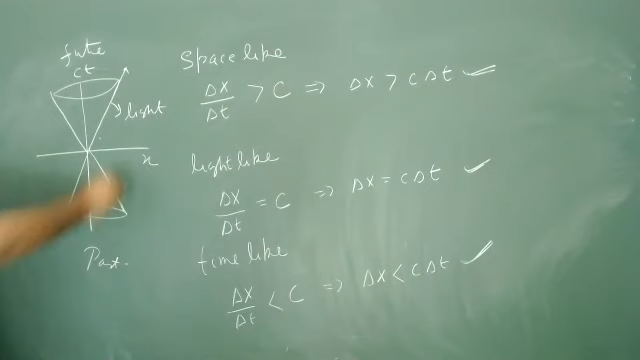 future
ct
light
x
Past.
Space like
Δx/Δt > C ⇒ Δx > cΔt ✓
light like
Δx/Δt = C ⇒ Δx = cΔt ✓
time like
Δx/Δt < C ⇒ Δx < cΔt ✓